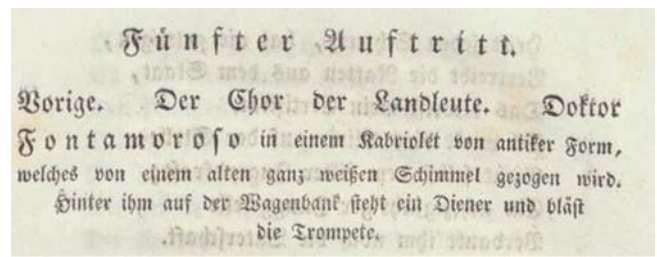 Fünfter Auftritt.
Vorige. Der Chor der Landleute. Doktor
Fontamoroso in einem Kabriolét von antiker Form,
welches von einem alten ganz weißen Schimmel gezogen wird.
Hinter ihm auf der Wagenbank steht ein Diener und bläst
die Trompete.